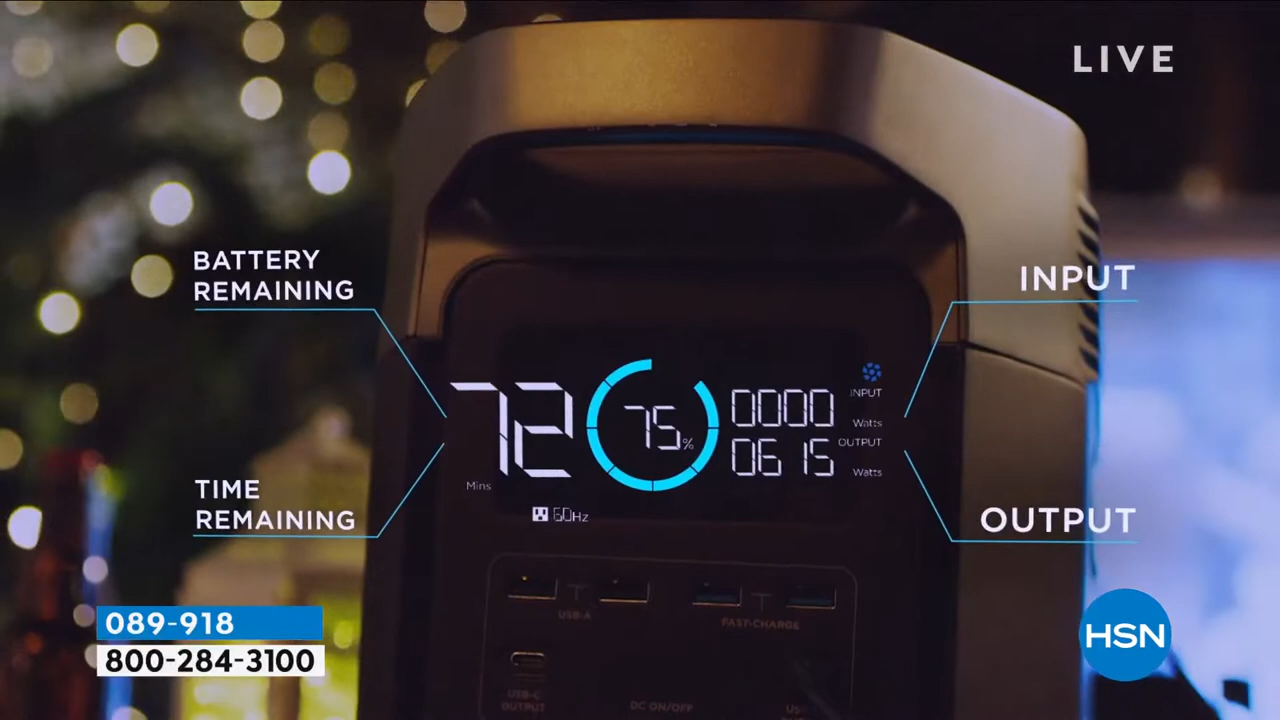 LIVE
BATTERY
REMAINING
INPUT
72
75%
0000
INPUT
Watts
0615
OUTPUT
Watts
Mins
60Hz
TIME
REMAINING
OUTPUT
USB-A
FAST-CHARGE
USB-C
OUTPUT
DC ON/OFF
089-918
800-284-3100
HSN